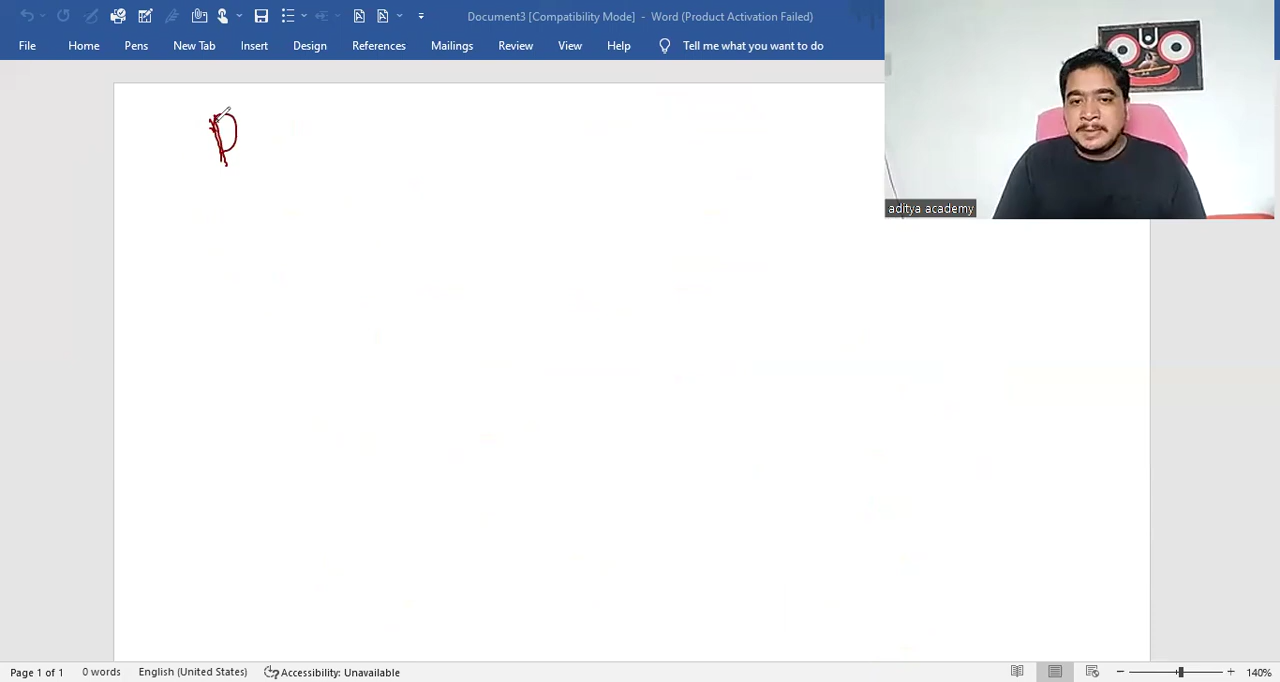 Document3 [Compatibility Mode] - Word (Product Activation Failed)
File Home Pens New Tab Insert Design References Mailings Review View Help Tell me what you want to do
P
aditya academy
Page 1 of 1 0 words English (United States) Accessibility: Unavailable 140%